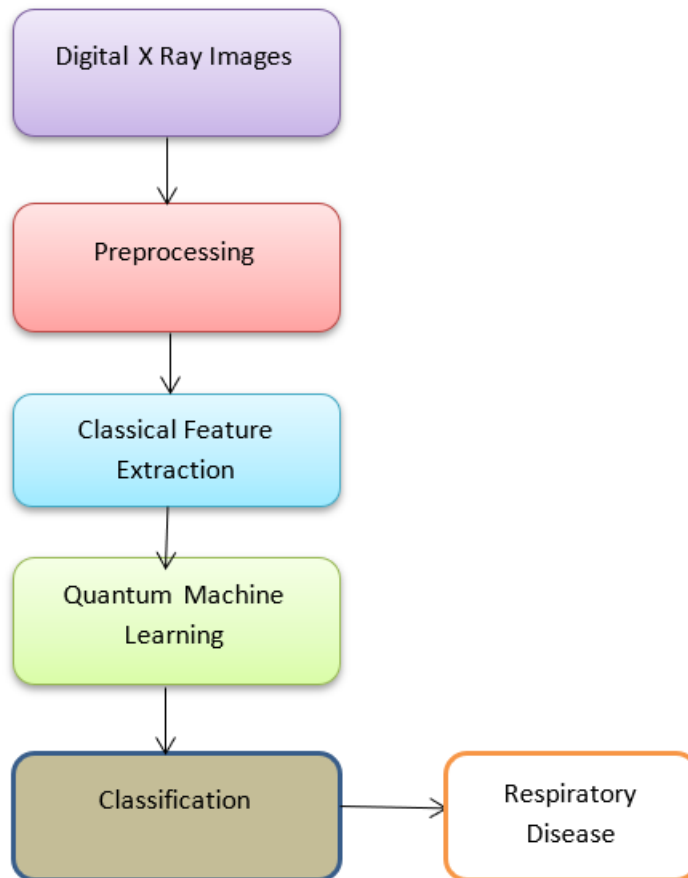 Digital X Ray Images
Preprocessing
Classical Feature
Extraction
Quantum Machine
Learning
Classification
Respiratory
Disease